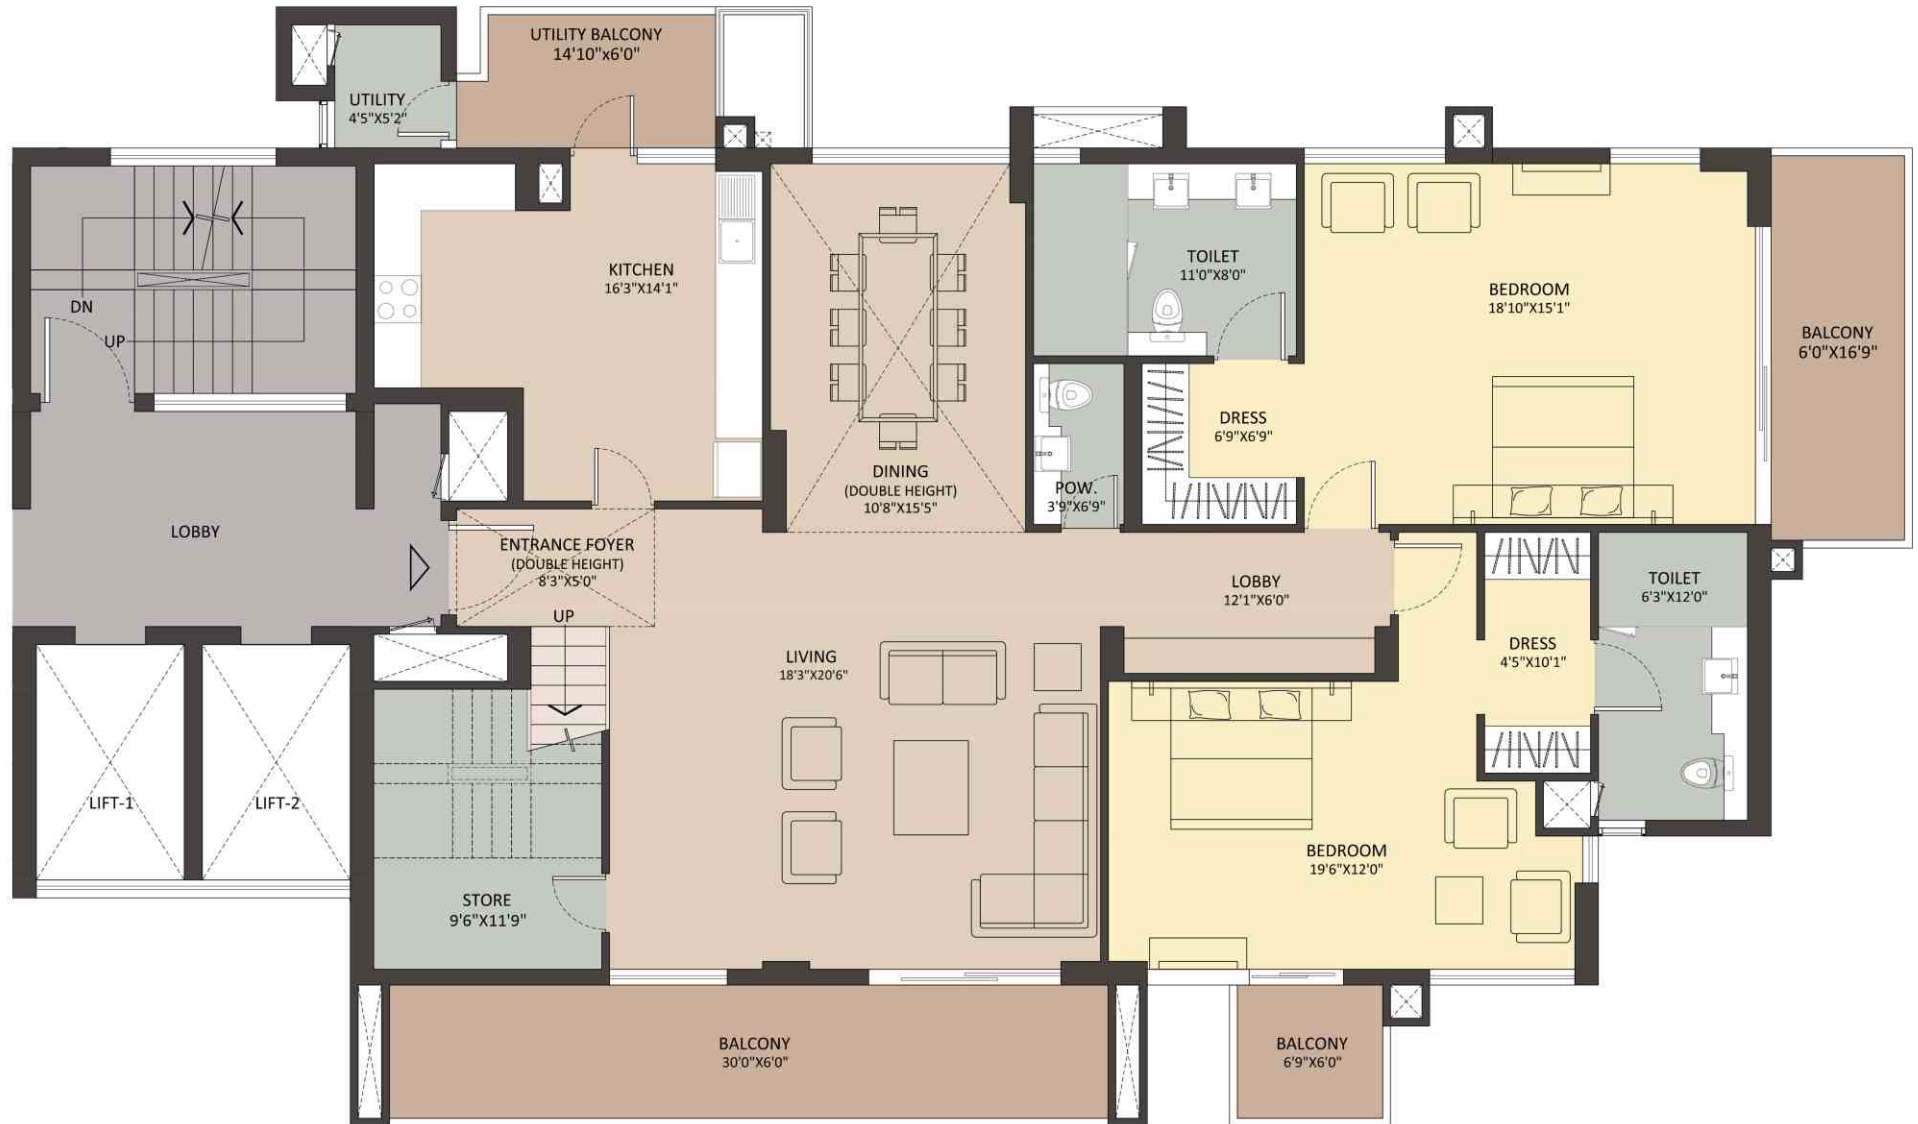 UTILITY BALCONY
14'10"x6'0"
UTILITY
4'5"X5'2"
DN
UP
KITCHEN
16'3"X14'1"
TOILET
11'0"X8'0"
BEDROOM
18'10"X15'1"
BALCONY
6'0"X16'9"
DRESS
6'9"X6'9"
DINING
(DOUBLE HEIGHT)
10'8"X15'5"
POW.
3'9"X6'9"
LOBBY
ENTRANCE FOYER
(DOUBLE HEIGHT)
8'3"X5'0"
UP
LOBBY
12'1"X6'0"
TOILET
6'3"X12'0"
DRESS
4'5"X10'1"
LIVING
18'3"X20'6"
LIFT-1
LIFT-2
BEDROOM
19'6"X12'0"
STORE
9'6"X11'9"
BALCONY
30'0"X6'0"
BALCONY
6'9"X6'0"